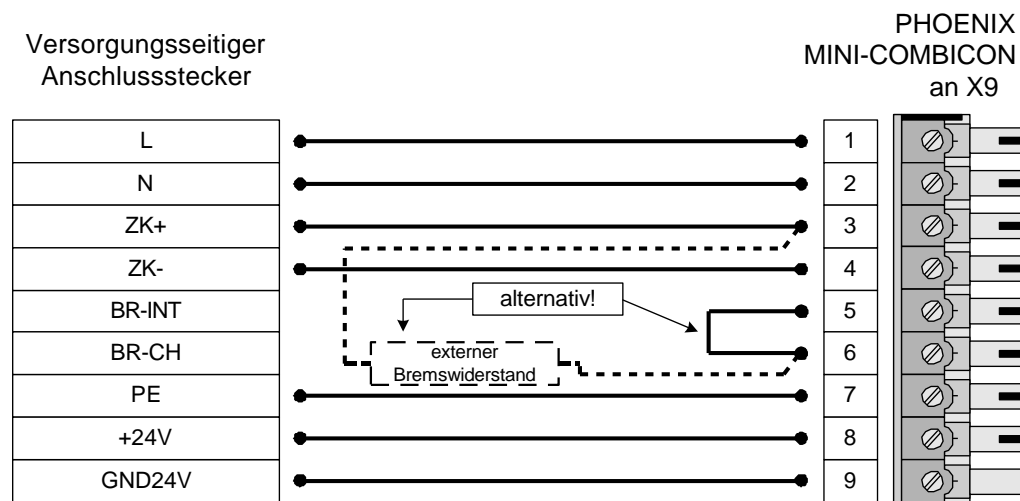 Versorgungsseitiger
Anschlussstecker
PHOENIX
MINI-COMBICON
an X9
L
1
N
2
ZK+
3
ZK-
4
BR-INT
alternativ!
5
BR-CH
externer
Bremswiderstand
6
PE
7
+24V
8
GND24V
9